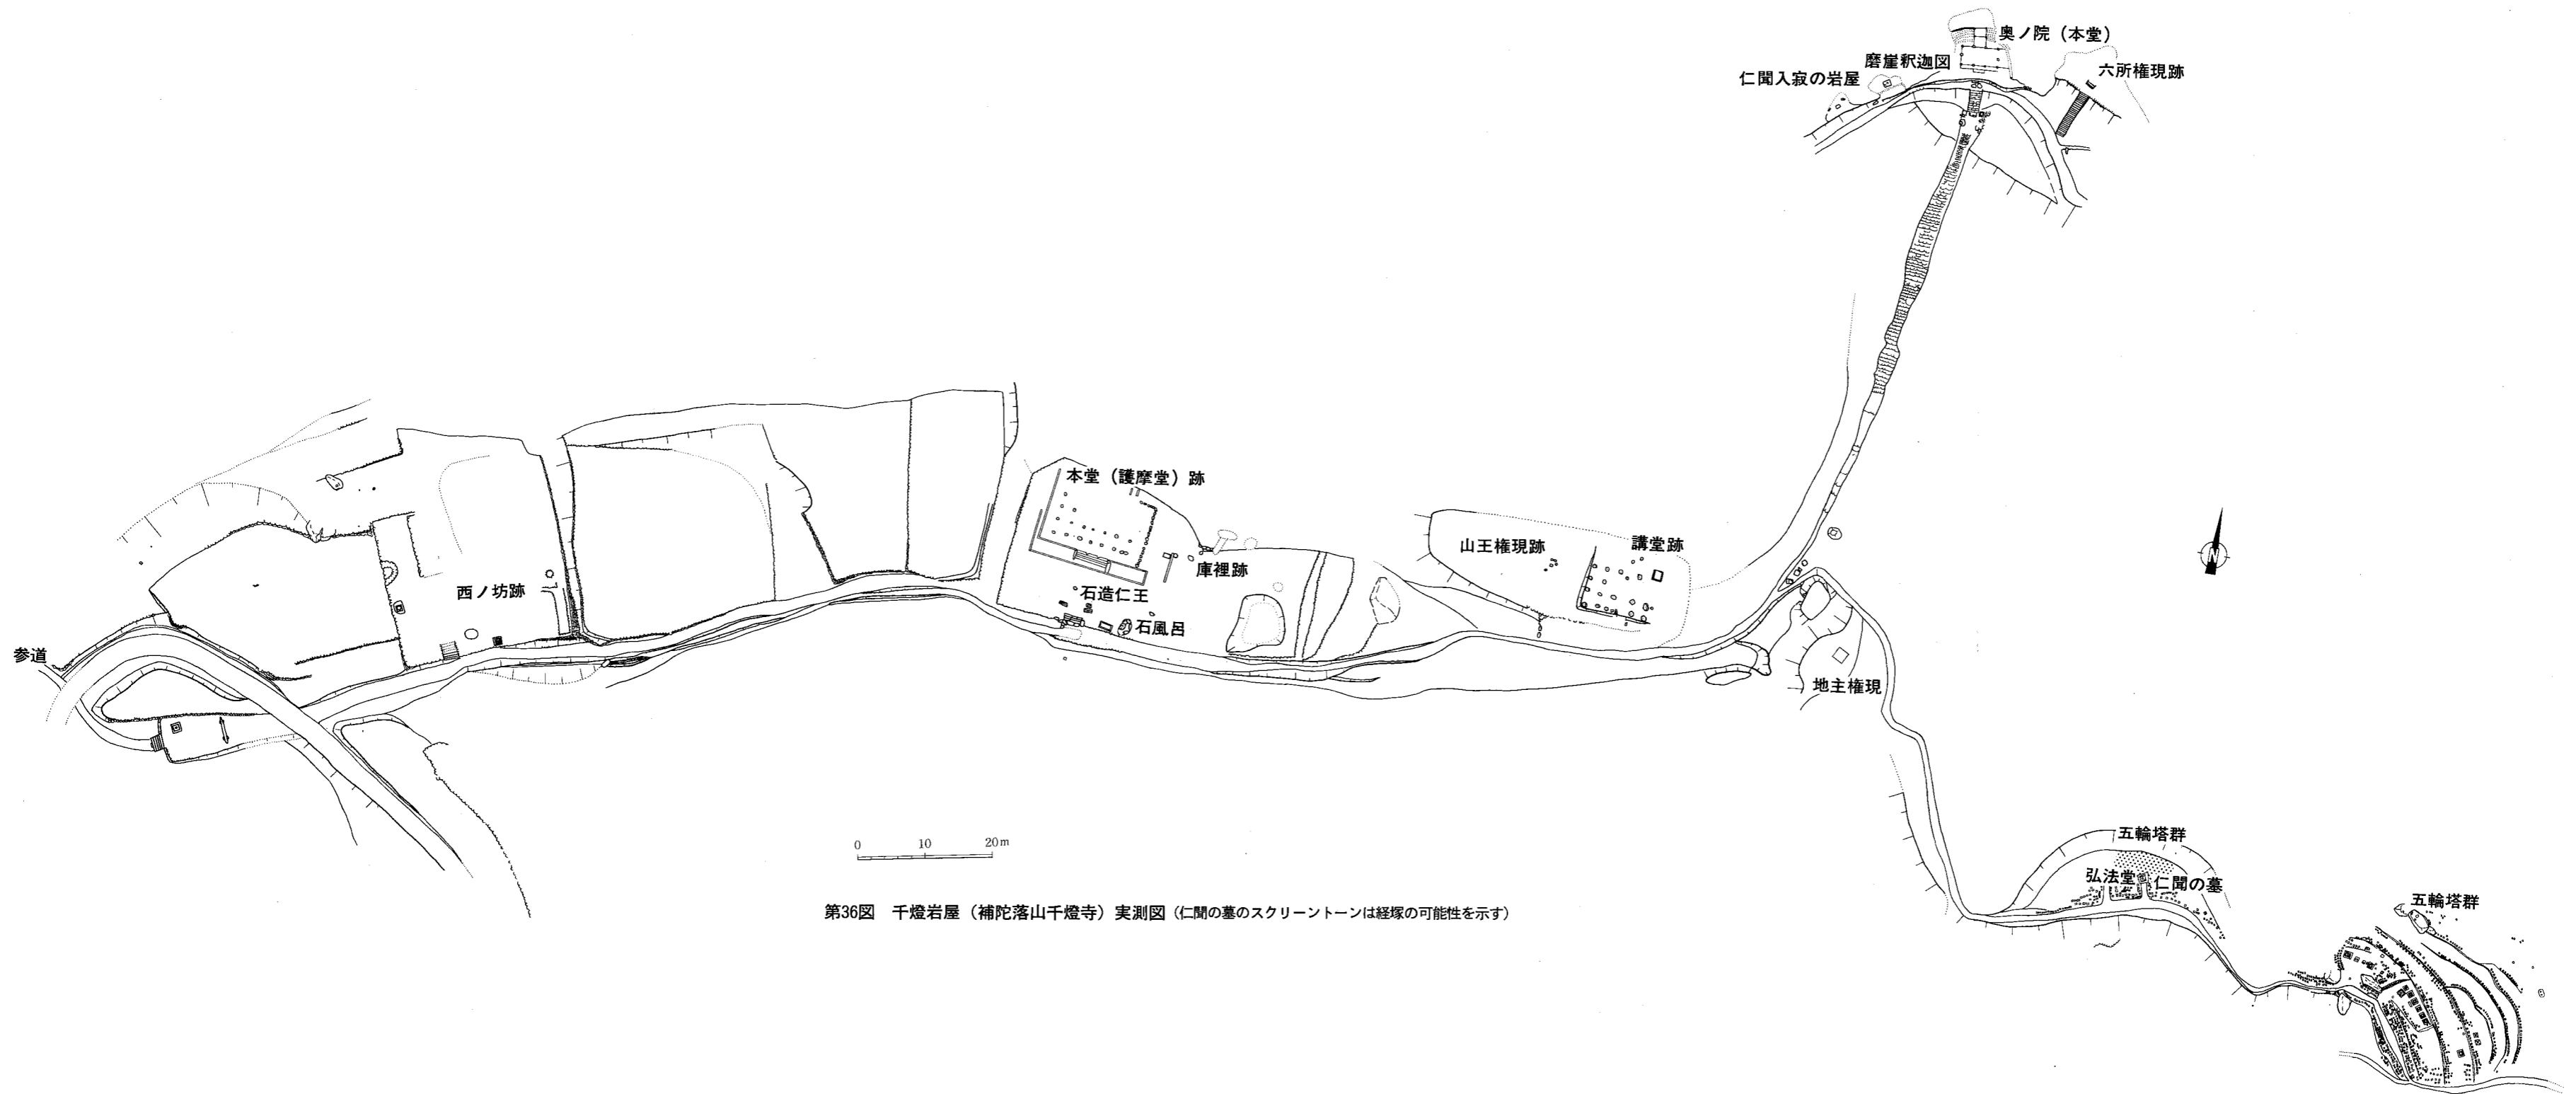 奥ノ院（本堂）
磨崖釈迦図
六所権現跡
仁聞入寂の岩屋
本堂（護摩堂）跡
山王権現跡
講堂跡
庫裡跡
西ノ坊跡
石造仁王
石風呂
参道
地主権現
N
0 10 20m
五輪塔群
弘法堂
仁聞の墓
五輪塔群
第36図　千燈岩屋（補陀落山千燈寺）実測図（仁聞の墓のスクリーントーンは経塚の可能性を示す）